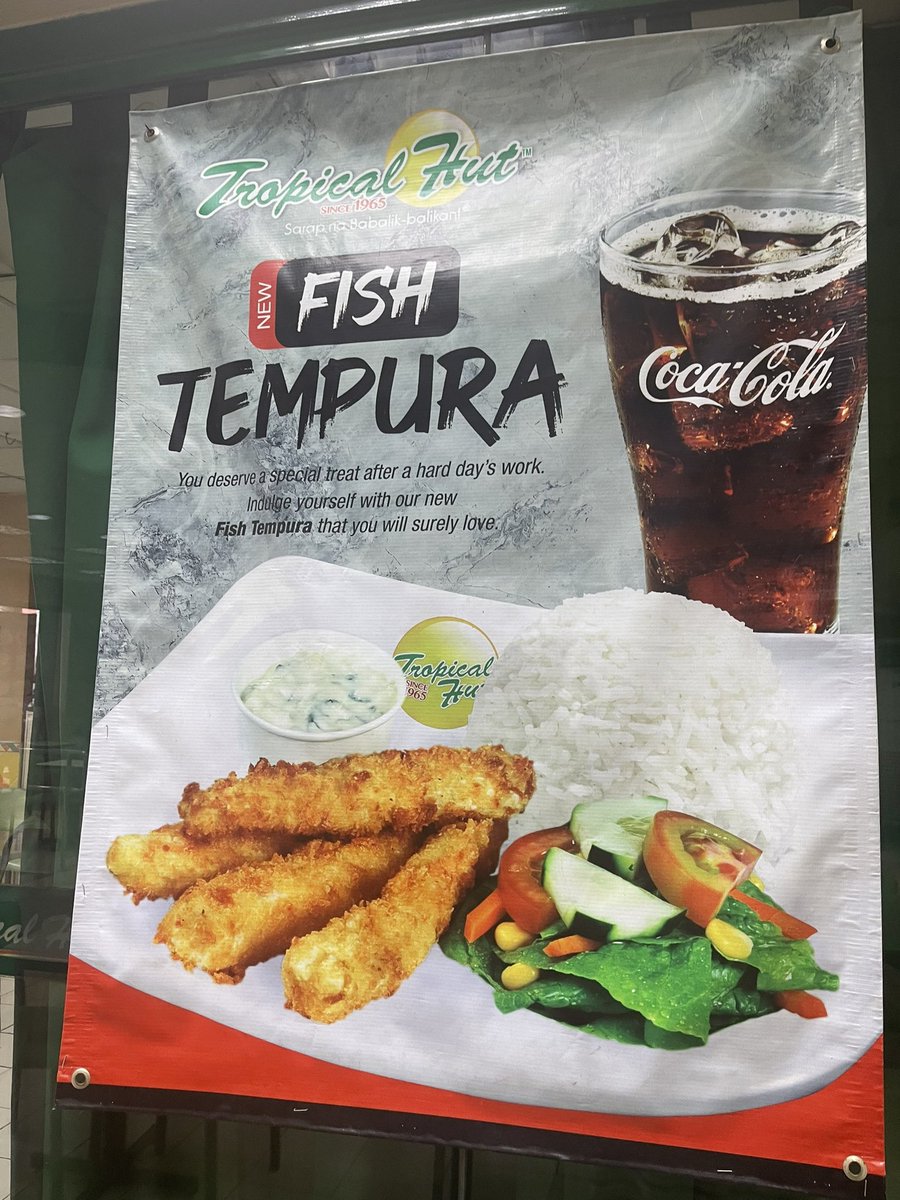 Tropical Hut™
SINCE 1965
Sarap na Babalik-balikan!
NEW
FISH
TEMPURA
You deserve a special treat after a hard day's work.
Indulge yourself with our new
Fish Tempura that you will surely love.
Coca-Cola
Tropical
SINCE
1965
Hut